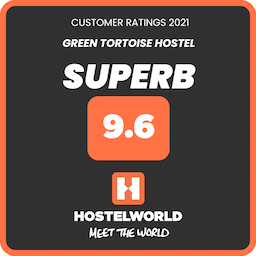 CUSTOMER RATINGS 2021
GREEN TORTOISE HOSTEL
SUPERB
9.6
H
HOSTELWORLD
MEET THE WORLD